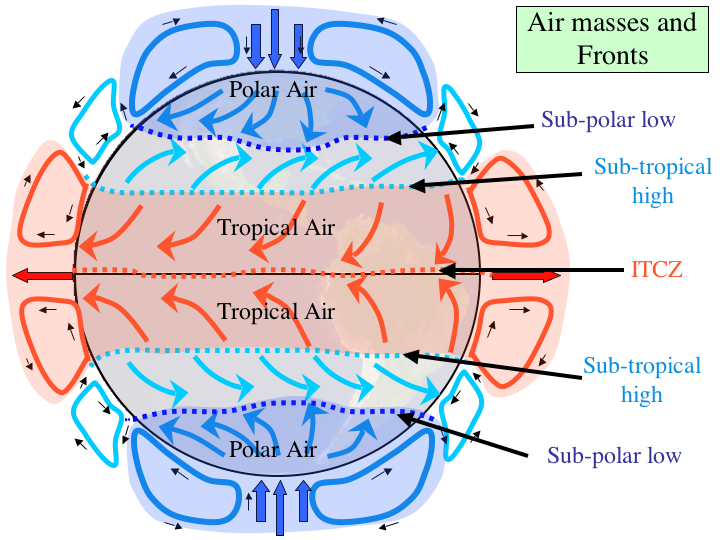 Air masses and
Fronts
Polar Air
Sub-polar low
Sub-tropical
high
Tropical Air
ITCZ
Tropical Air
Sub-tropical
high
Polar Air
Sub-polar low